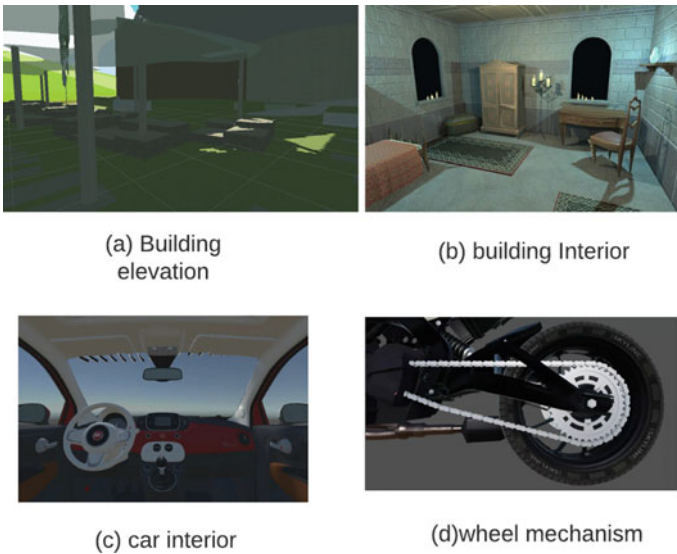 (a) Building
elevation
(b) building Interior
(c) car interior
(d)wheel mechanism